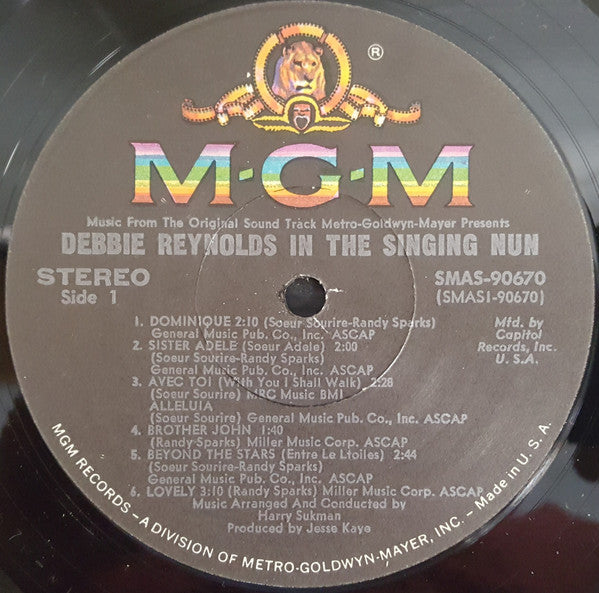 ®
M-G-M
Music From The Original Sound Track Metro-Goldwyn-Mayer Presents
DEBBIE REYNOLDS IN THE SINGING NUN
STEREO
Side 1
SMAS-90670
(SMAS1-90670)
1. DOMINIQUE 2:10 (Soeur Sourire-Randy Sparks)
General Music Pub. Co., Inc. ASCAP
2. SISTER ADELE (Soeur Adele) 2:00
(Soeur Sourire-Randy Sparks)
General Music Pub. Co., Inc. ASCAP
3. AVEC TOI (With You I Shall Walk) 2:28
(Soeur Sourire) MRC Music BMI
ALLELUIA
(Soeur Sourire) General Music Pub. Co., Inc. ASCAP
4. BROTHER JOHN 1:40
(Randy Sparks) Miller Music Corp. ASCAP
5. BEYOND THE STARS (Entre Le Ltoiles) 2:44
(Soeur Sourire-Randy Sparks)
General Music Pub. Co., Inc. ASCAP
6. LOVELY 3:10 (Randy Sparks) Miller Music Corp. ASCAP
Music Arranged And Conducted by
Harry Sukman
Produced by Jesse Kaye
Mfd. by
Capitol
Records, Inc.
U.S.A.
MGM RECORDS - A DIVISION OF METRO-GOLDWYN-MAYER, INC. - Made in U.S.A.